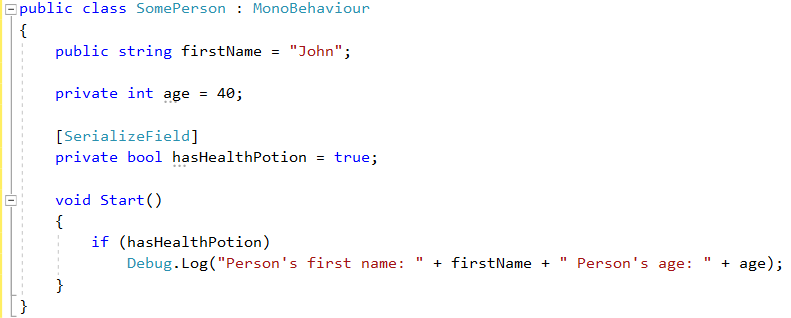 public class SomePerson : MonoBehaviour
{
    public string firstName = "John";

    private int age = 40;

    [SerializeField]
    private bool hasHealthPotion = true;

    void Start()
    {
        if (hasHealthPotion)
            Debug.Log("Person's first name: " + firstName + " Person's age: " + age);
    }
}